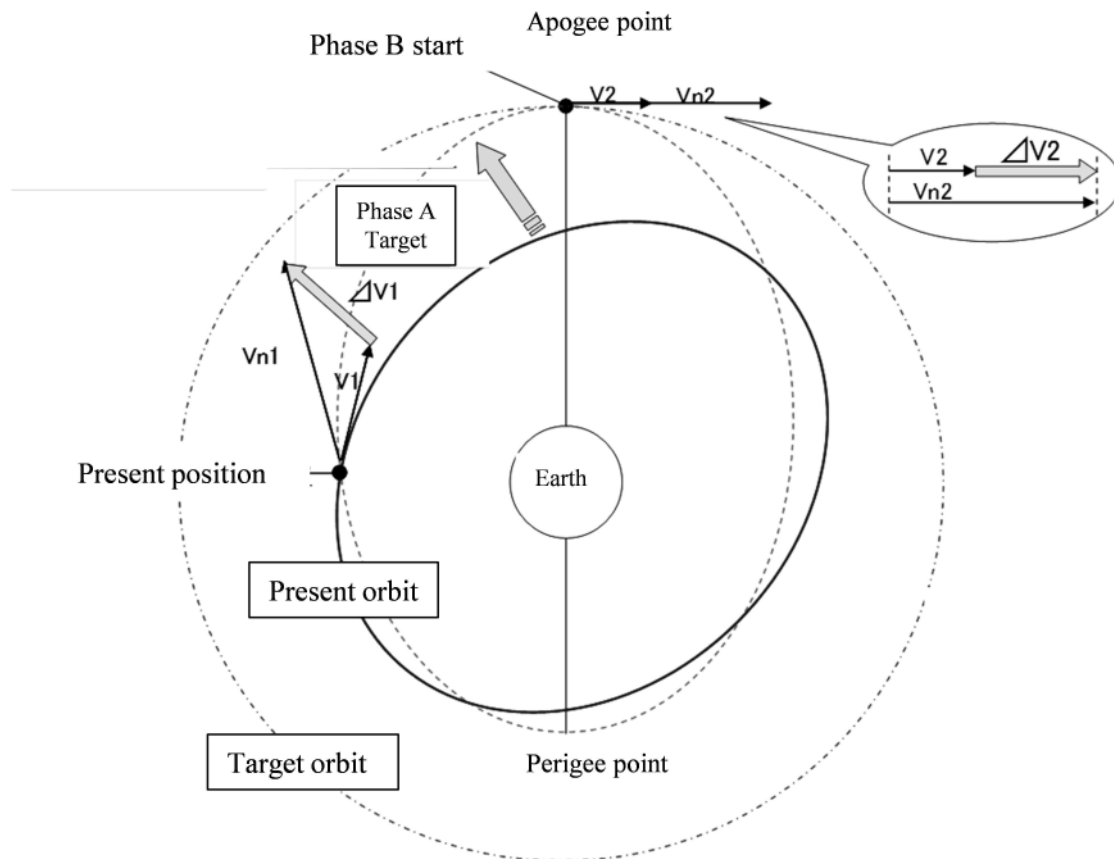 Apogee point
Phase B start
V2
Vn2
V2
⊿V2
Vn2
Phase A
Target
⊿V1
Vn1
V1
Present position
Earth
Present orbit
Target orbit
Perigee point